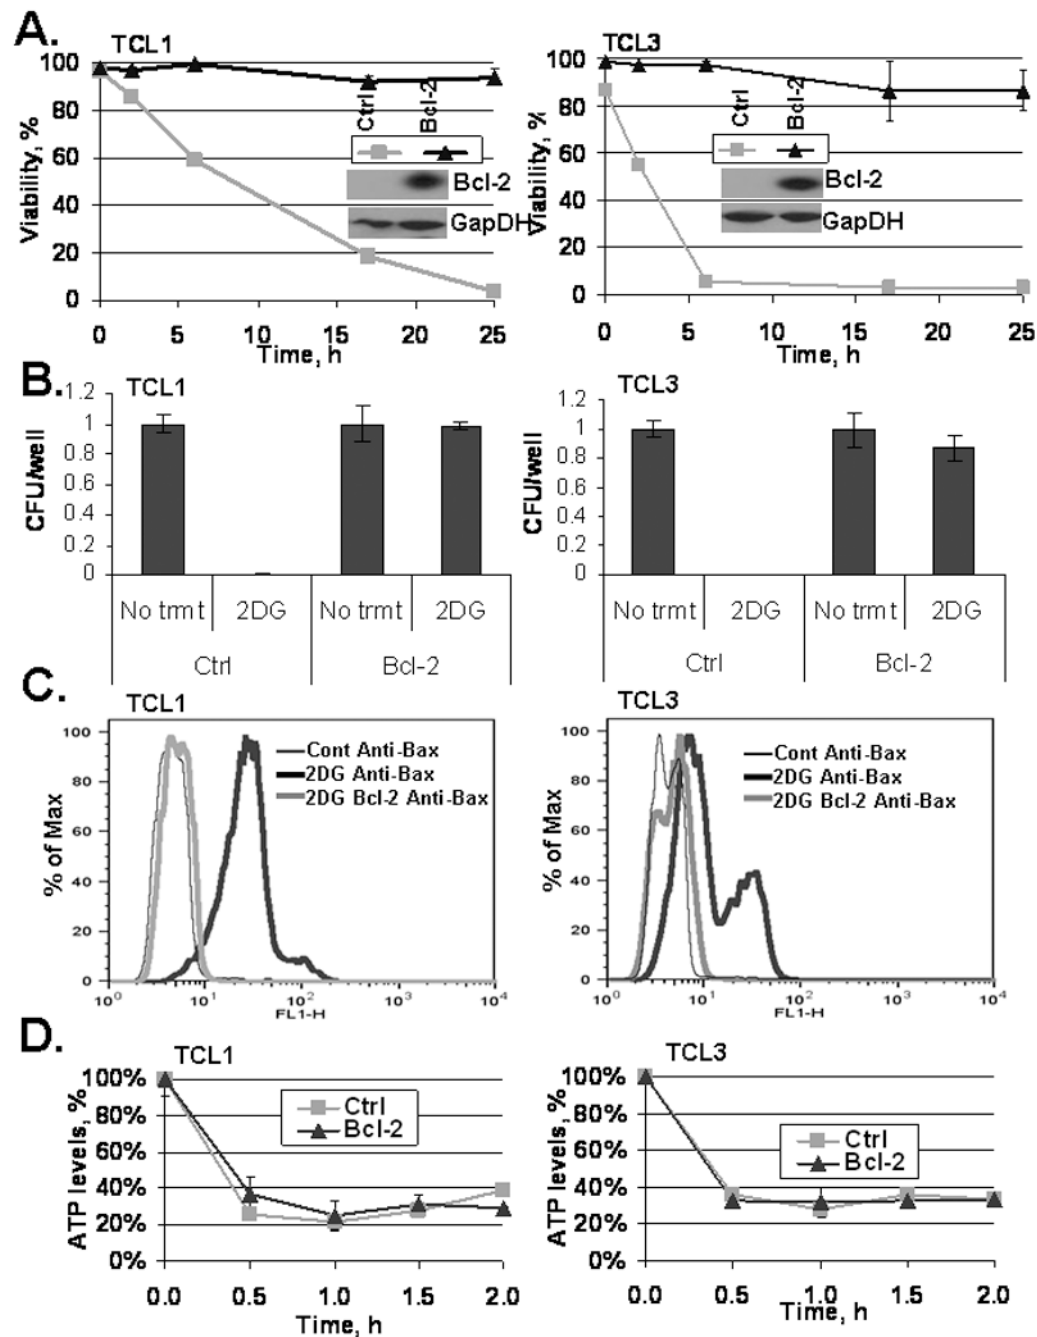 A.
TCL1
100
80
60
40
20
0
Viability, %
Ctrl
Bcl-2
Bcl-2
GapDH
0 5 10 15 20 25
Time, h
TCL3
100
80
60
40
20
0
Viability, %
Ctrl
Bcl-2
Bcl-2
GapDH
0 5 10 15 20 25
Time, h
B.
TCL1
1.2
1
0.8
0.6
0.4
0.2
0
CFU/well
No trmt 2DG No trmt 2DG
Ctrl Bcl-2
TCL3
1.2
1
0.8
0.6
0.4
0.2
0
CFU/well
No trmt 2DG No trmt 2DG
Ctrl Bcl-2
C.
TCL1
100
80
60
40
20
0
% of Max
Cont Anti-Bax
2DG Anti-Bax
2DG Bcl-2 Anti-Bax
10⁰ 10¹ 10² 10³ 10⁴
FL1-H
TCL3
100
80
60
40
20
0
% of Max
Cont Anti-Bax
2DG Anti-Bax
2DG Bcl-2 Anti-Bax
10⁰ 10¹ 10² 10³ 10⁴
FL1-H
D.
TCL1
100%
80%
60%
40%
20%
0%
ATP levels, %
Ctrl
Bcl-2
0.0 0.5 1.0 1.5 2.0
Time, h
TCL3
100%
80%
60%
40%
20%
0%
ATP levels, %
Ctrl
Bcl-2
0.0 0.5 1.0 1.5 2.0
Time, h